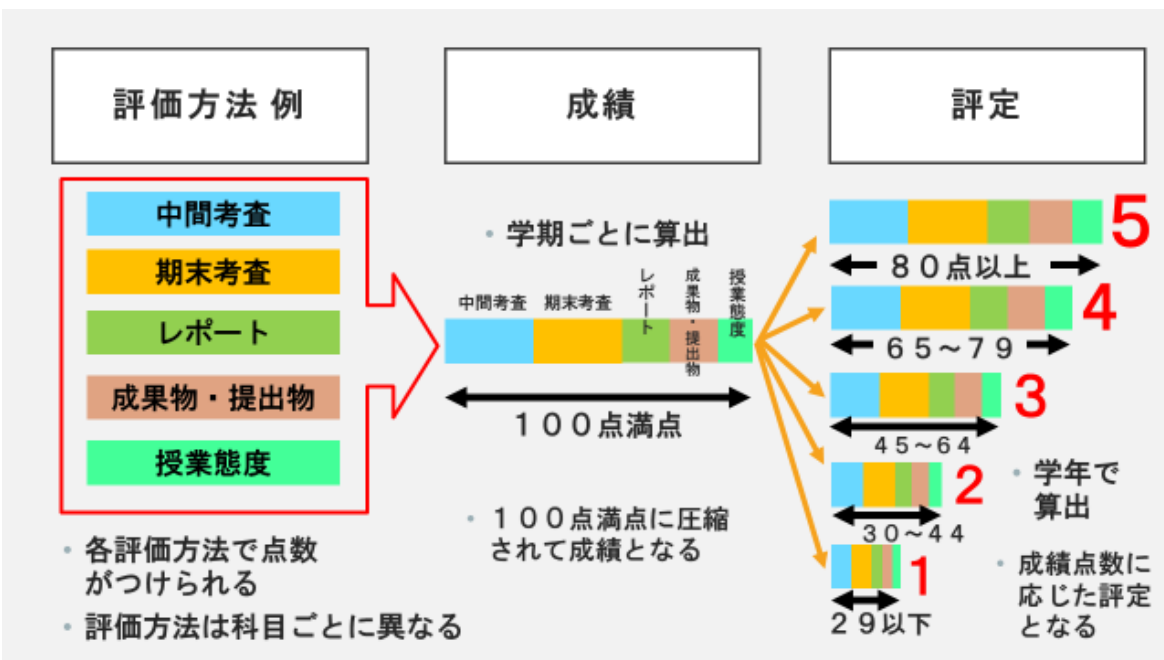 評価方法 例
中間考査
期末考査
レポート
成果物・提出物
授業態度
・各評価方法で点数
がつけられる
・評価方法は科目ごとに異なる
成績
・学期ごとに算出
中間考査
期末考査
レポート
成果物・提出物
授業態度
１００点満点
・１００点満点に圧縮
されて成績となる
評定
5
８０点以上
4
６５～７９
3
４５～６４
2
３０～４４
1
２９以下
・学年で
算出
・成績点数に
応じた評定
となる